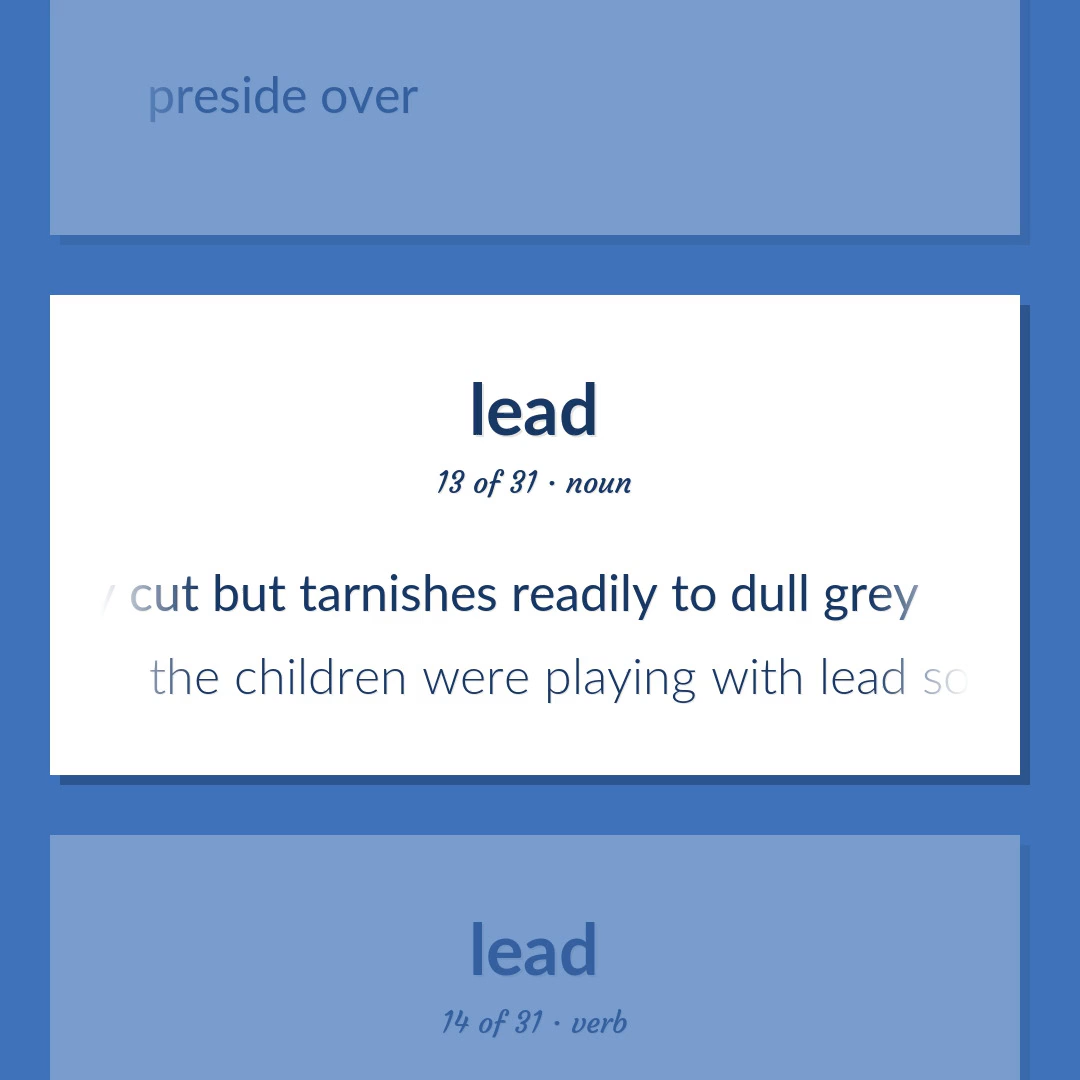 preside over
lead
13 of 31 · noun
cut but tarnishes readily to dull grey
the children were playing with lead
lead
14 of 31 · verb